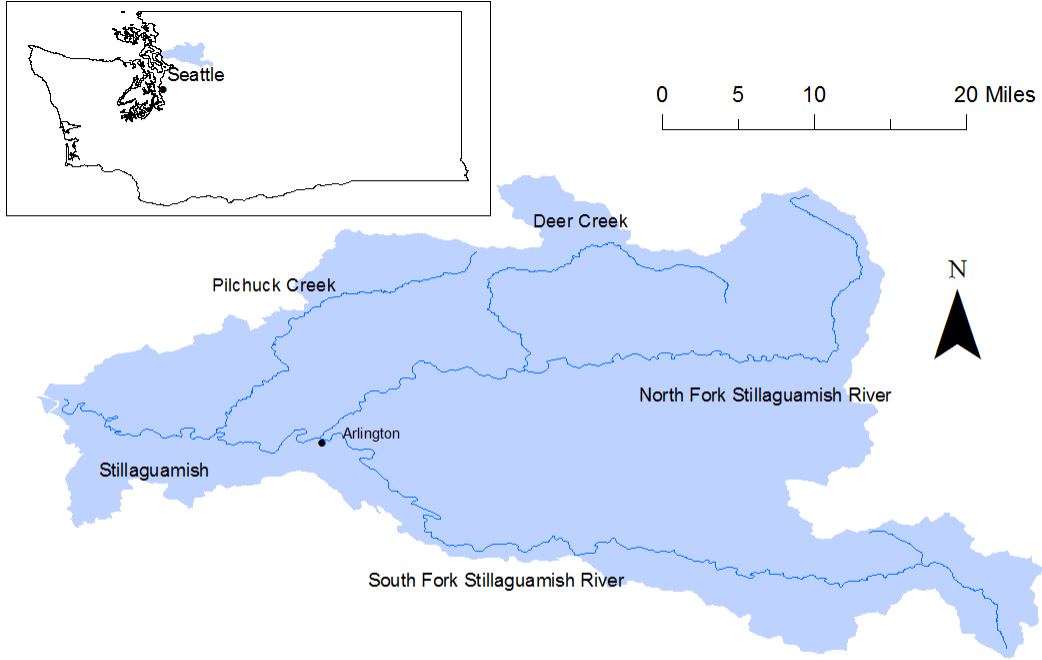 Seattle
0 5 10 20 Miles
Deer Creek
N
Pilchuck Creek
North Fork Stillaguamish River
Arlington
Stillaguamish
South Fork Stillaguamish River